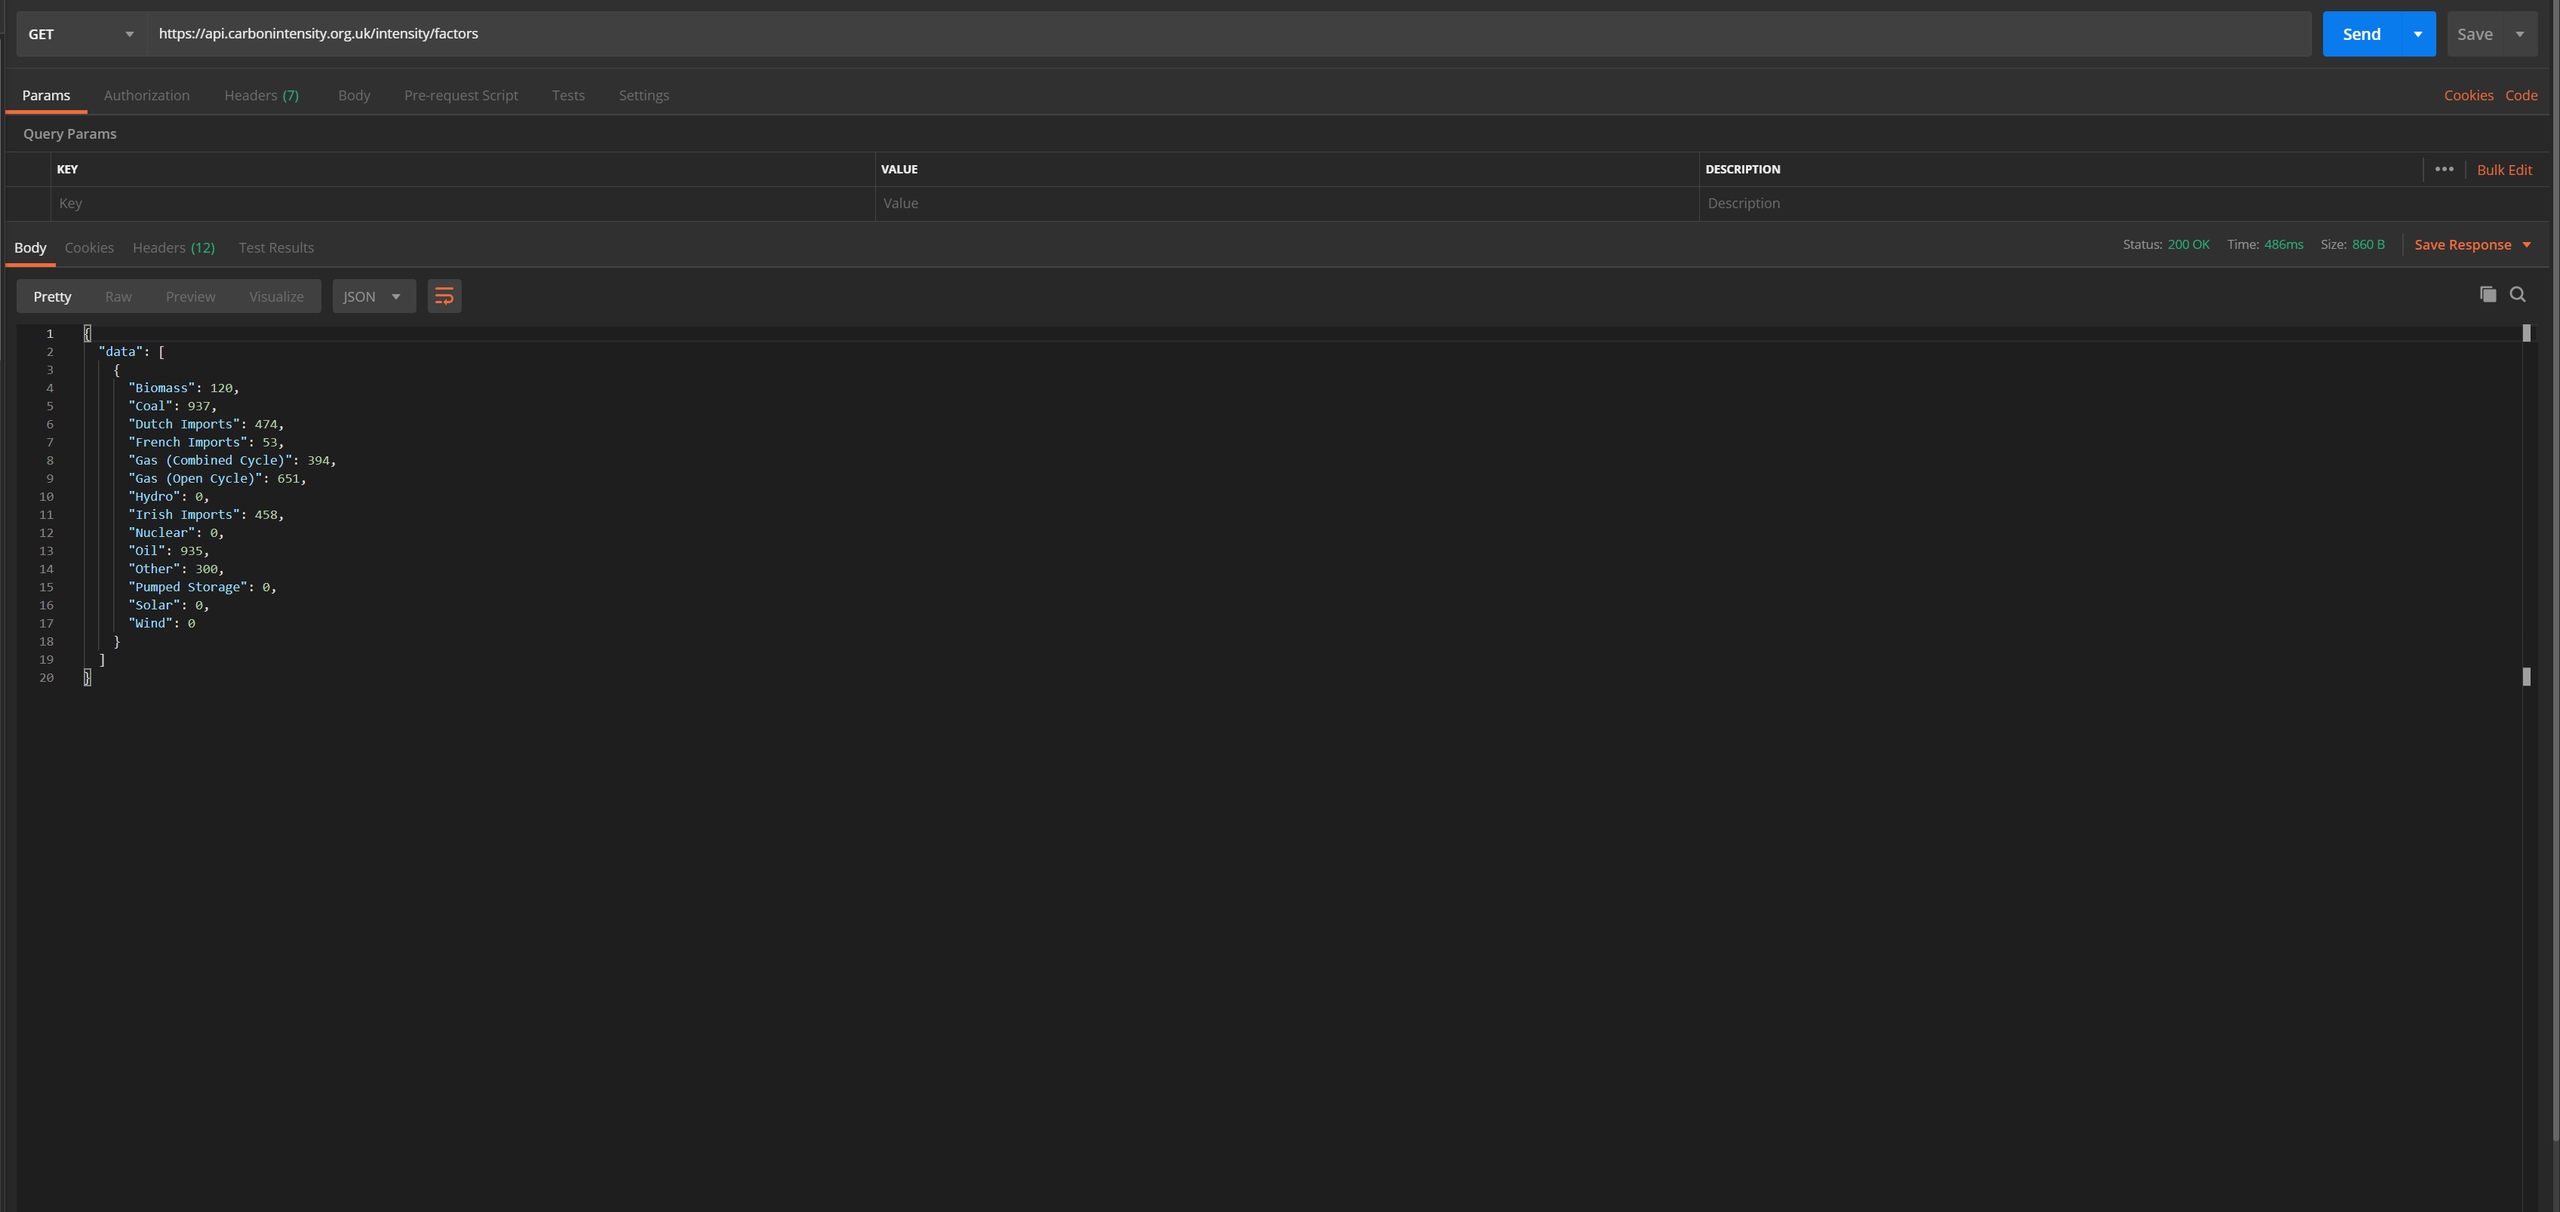 GET https://api.carbonintensity.org.uk/intensity/factors Send Save
Params Authorization Headers (7) Body Pre-request Script Tests Settings Cookies Code
Query Params
KEY VALUE DESCRIPTION ••• Bulk Edit
Key Value Description
Body Cookies Headers (12) Test Results Status: 200 OK Time: 486ms Size: 860 B Save Response
Pretty Raw Preview Visualize JSON
1 {
2 "data": [
3 {
4 "Biomass": 120,
5 "Coal": 937,
6 "Dutch Imports": 474,
7 "French Imports": 53,
8 "Gas (Combined Cycle)": 394,
9 "Gas (Open Cycle)": 651,
10 "Hydro": 0,
11 "Irish Imports": 458,
12 "Nuclear": 0,
13 "Oil": 935,
14 "Other": 300,
15 "Pumped Storage": 0,
16 "Solar": 0,
17 "Wind": 0
18 }
19 ]
20 }